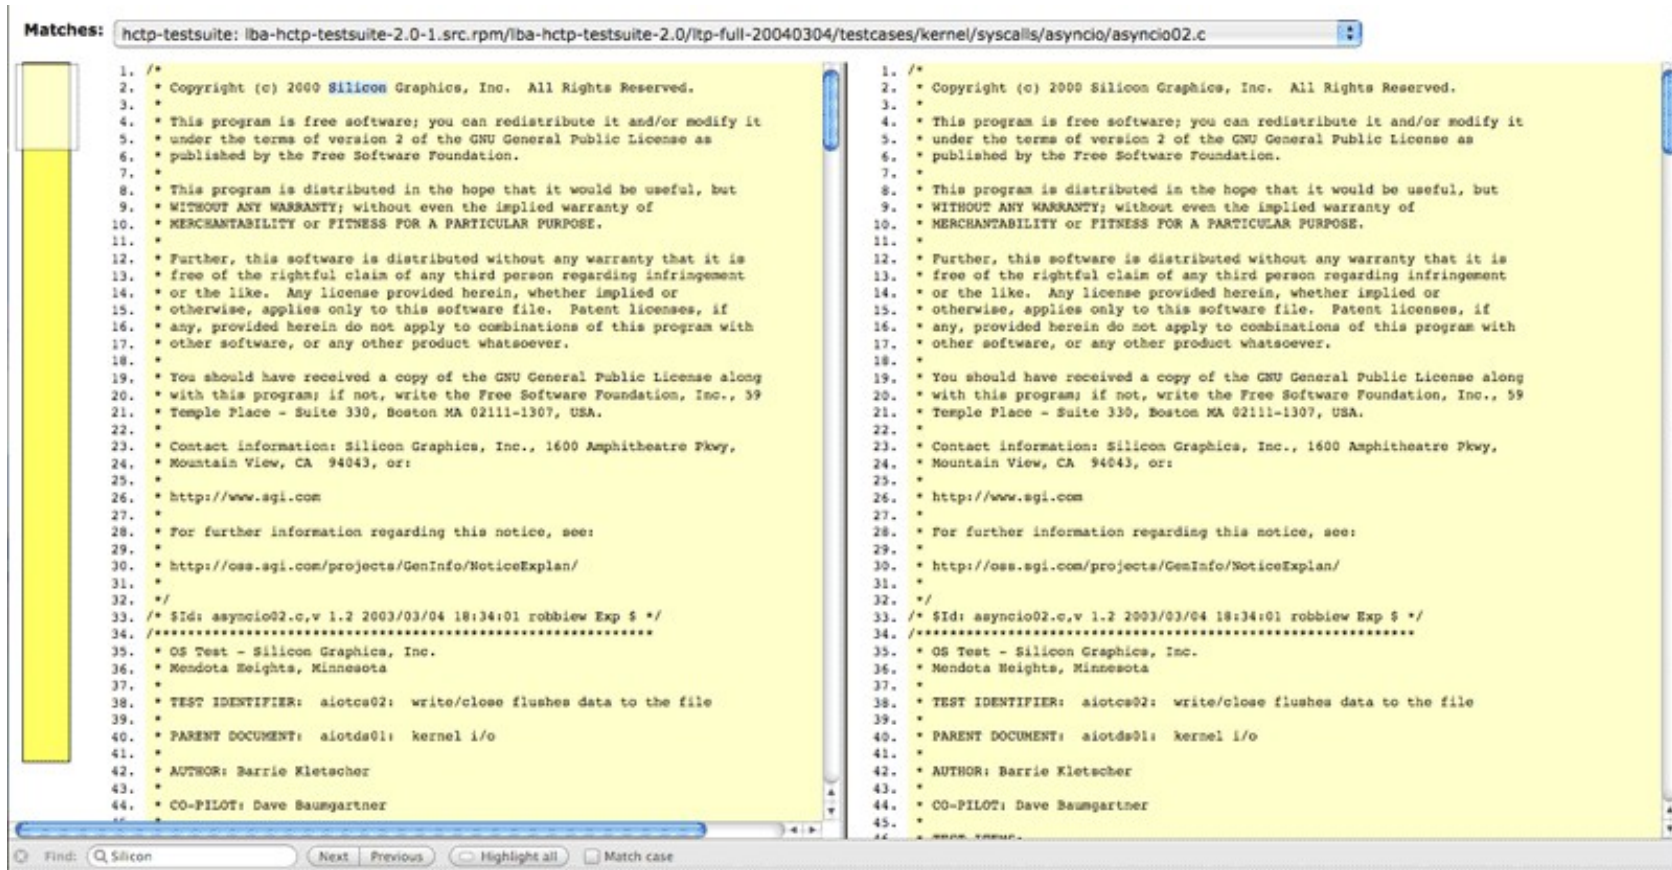 Matches: hctp-testsuite: lba-hctp-testsuite-2.0-1.src.rpm/lba-hctp-testsuite-2.0/ltp-full-20040304/testcases/kernel/syscalls/asyncio/asyncio02.c
1. /*
2. * Copyright (c) 2000 Silicon Graphics, Inc.  All Rights Reserved.
3. *
4. * This program is free software; you can redistribute it and/or modify it
5. * under the terms of version 2 of the GNU General Public License as
6. * published by the Free Software Foundation.
7. *
8. * This program is distributed in the hope that it would be useful, but
9. * WITHOUT ANY WARRANTY; without even the implied warranty of
10. * MERCHANTABILITY or FITNESS FOR A PARTICULAR PURPOSE.
11. *
12. * Further, this software is distributed without any warranty that it is
13. * free of the rightful claim of any third person regarding infringement
14. * or the like.  Any license provided herein, whether implied or
15. * otherwise, applies only to this software file.  Patent licenses, if
16. * any, provided herein do not apply to combinations of this program with
17. * other software, or any other product whatsoever.
18. *
19. * You should have received a copy of the GNU General Public License along
20. * with this program; if not, write the Free Software Foundation, Inc., 59
21. * Temple Place - Suite 330, Boston MA 02111-1307, USA.
22. *
23. * Contact information: Silicon Graphics, Inc., 1600 Amphitheatre Pkwy,
24. * Mountain View, CA  94043, or:
25. *
26. * http://www.sgi.com
27. *
28. * For further information regarding this notice, see:
29. *
30. * http://oss.sgi.com/projects/GenInfo/NoticeExplan/
31. *
32. */
33. /* $Id: asyncio02.c,v 1.2 2003/03/04 18:34:01 robbiew Exp $ */
34. /************************************************************
35. * OS Test - Silicon Graphics, Inc.
36. * Mendota Heights, Minnesota
37. *
38. * TEST IDENTIFIER:  aiotcs02:  write/close flushes data to the file
39. *
40. * PARENT DOCUMENT:  aiotds01:  kernel i/o
41. *
42. * AUTHOR: Barrie Kletscher
43. *
44. * CO-PILOT: Dave Baumgartner
1. /*
2. * Copyright (c) 2000 Silicon Graphics, Inc.  All Rights Reserved.
3. *
4. * This program is free software; you can redistribute it and/or modify it
5. * under the terms of version 2 of the GNU General Public License as
6. * published by the Free Software Foundation.
7. *
8. * This program is distributed in the hope that it would be useful, but
9. * WITHOUT ANY WARRANTY; without even the implied warranty of
10. * MERCHANTABILITY or FITNESS FOR A PARTICULAR PURPOSE.
11. *
12. * Further, this software is distributed without any warranty that it is
13. * free of the rightful claim of any third person regarding infringement
14. * or the like.  Any license provided herein, whether implied or
15. * otherwise, applies only to this software file.  Patent licenses, if
16. * any, provided herein do not apply to combinations of this program with
17. * other software, or any other product whatsoever.
18. *
19. * You should have received a copy of the GNU General Public License along
20. * with this program; if not, write the Free Software Foundation, Inc., 59
21. * Temple Place - Suite 330, Boston MA 02111-1307, USA.
22. *
23. * Contact information: Silicon Graphics, Inc., 1600 Amphitheatre Pkwy,
24. * Mountain View, CA  94043, or:
25. *
26. * http://www.sgi.com
27. *
28. * For further information regarding this notice, see:
29. *
30. * http://oss.sgi.com/projects/GenInfo/NoticeExplan/
31. *
32. */
33. /* $Id: asyncio02.c,v 1.2 2003/03/04 18:34:01 robbiew Exp $ */
34. /************************************************************
35. * OS Test - Silicon Graphics, Inc.
36. * Mendota Heights, Minnesota
37. *
38. * TEST IDENTIFIER:  aiotcs02:  write/close flushes data to the file
39. *
40. * PARENT DOCUMENT:  aiotds01:  kernel i/o
41. *
42. * AUTHOR: Barrie Kletscher
43. *
44. * CO-PILOT: Dave Baumgartner
45. *
Find: Silicon Next Previous Highlight all Match case